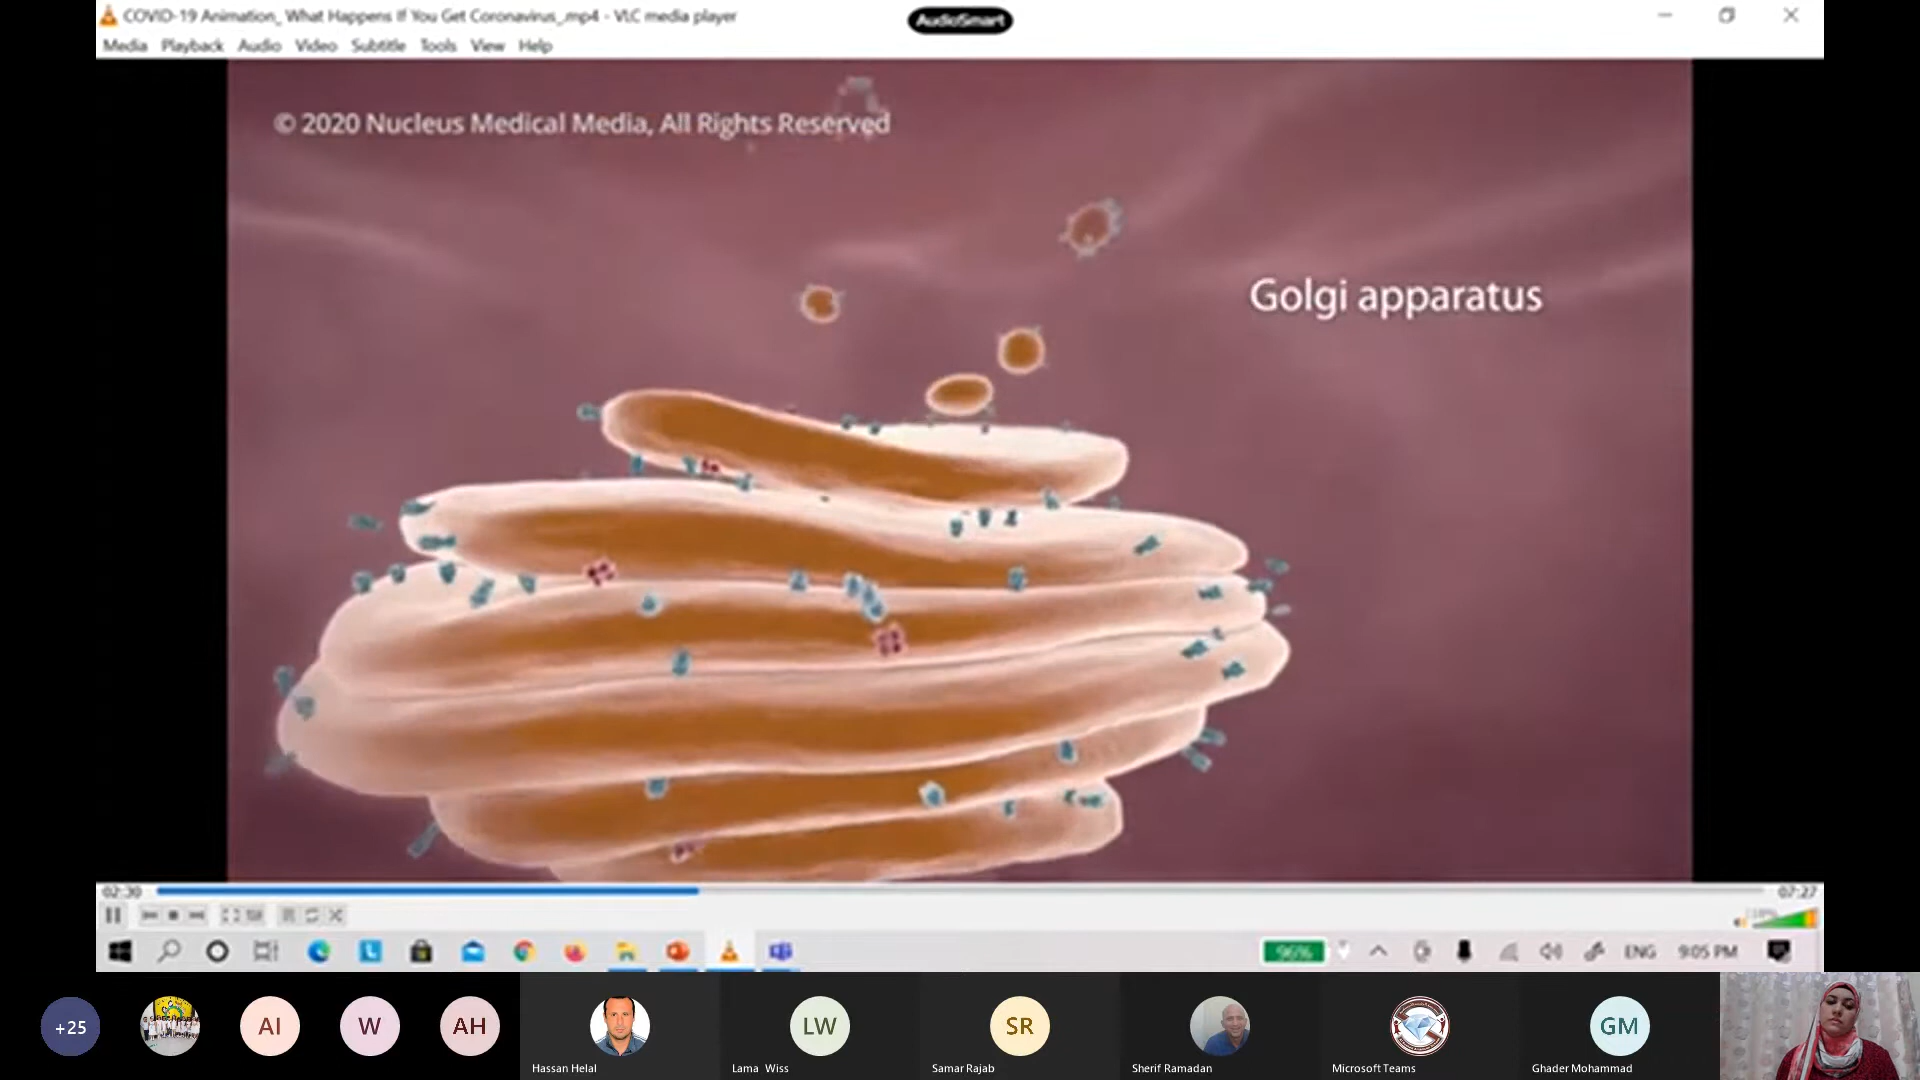 COVID-19 Animation_ What Happens If You Get Coronavirus_.mp4 - VLC media player
AudioSmart
Media Playback Audio Video Subtitle Tools View Help
© 2020 Nucleus Medical Media, All Rights Reserved
Golgi apparatus
02:30
07:27
96%
ENG
9:05 PM
+25
AI
W
AH
LW
SR
GM
Hassan Helal
Lama Wiss
Samar Rajab
Sherif Ramadan
Microsoft Teams
Ghader Mohammad